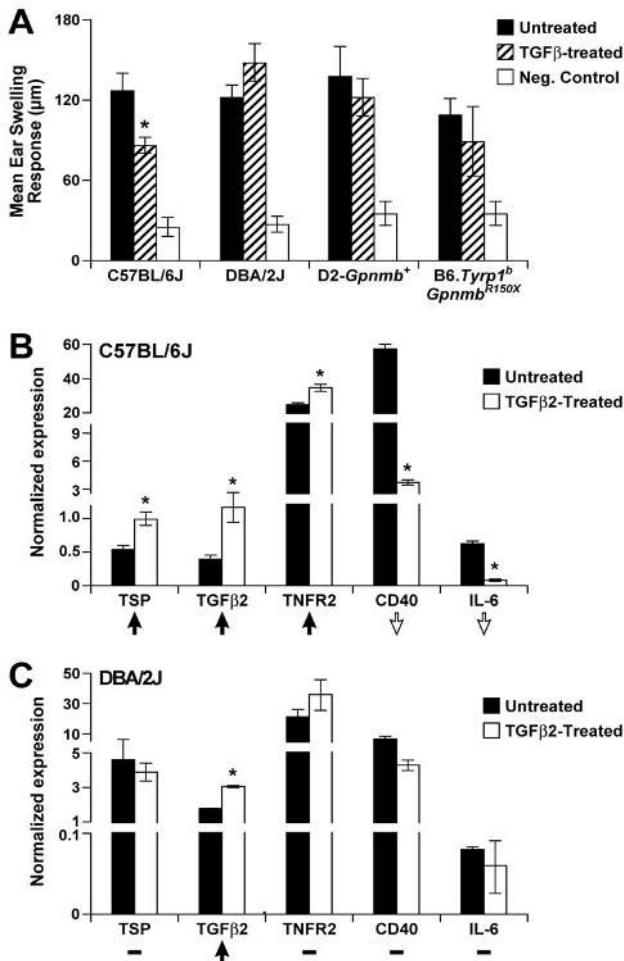 A
Untreated
TGFβ-treated
Neg. Control
Mean Ear Swelling
Response (µm)
180
120
60
0
*
C57BL/6J
DBA/2J
D2-Gpnmb+
B6.Tyrp1b
GpnmbR150X
B
C57BL/6J
Untreated
TGFβ2-Treated
Normalized expression
60
40
20
9
6
3
1.0
0.5
0
*
*
*
*
*
TSP
TGFβ2
TNFR2
CD40
IL-6
C
DBA/2J
Untreated
TGFβ2-Treated
Normalized expression
50
30
10
5
3
1
0.1
0
*
TSP
TGFβ2
TNFR2
CD40
IL-6